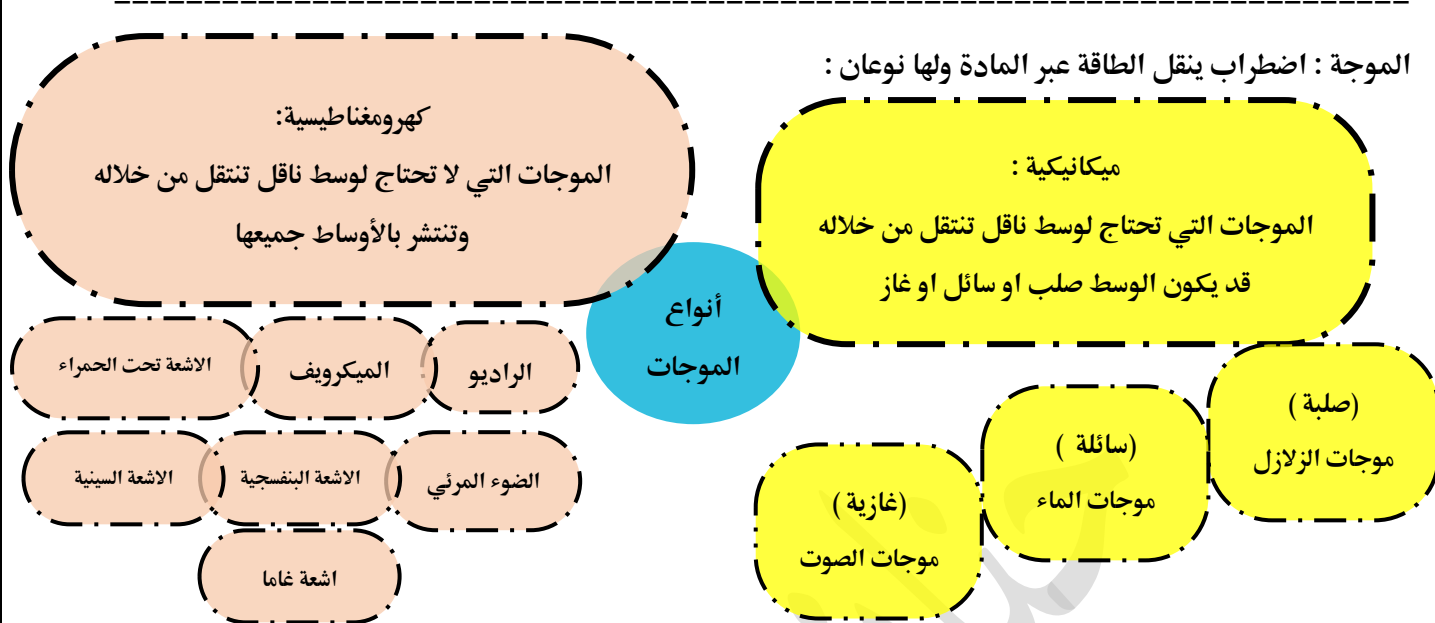 الموجة : اضطراب ينقل الطاقة عبر المادة ولها نوعان :
ميكانيكية :
الموجات التي تحتاج لوسط ناقل تنتقل من خلاله
قد يكون الوسط صلب او سائل او غاز
(صلبة )
موجات الزلازل
(سائلة )
موجات الماء
(غازية )
موجات الصوت
أنواع
الموجات
كهرومغناطيسية:
الموجات التي لا تحتاج لوسط ناقل تنتقل من خلاله
وتنتشر بالأوساط جميعها
الراديو
الميكرويف
الاشعة تحت الحمراء
الضوء المرئي
الاشعة البنفسجية
الاشعة السينية
اشعة غاما